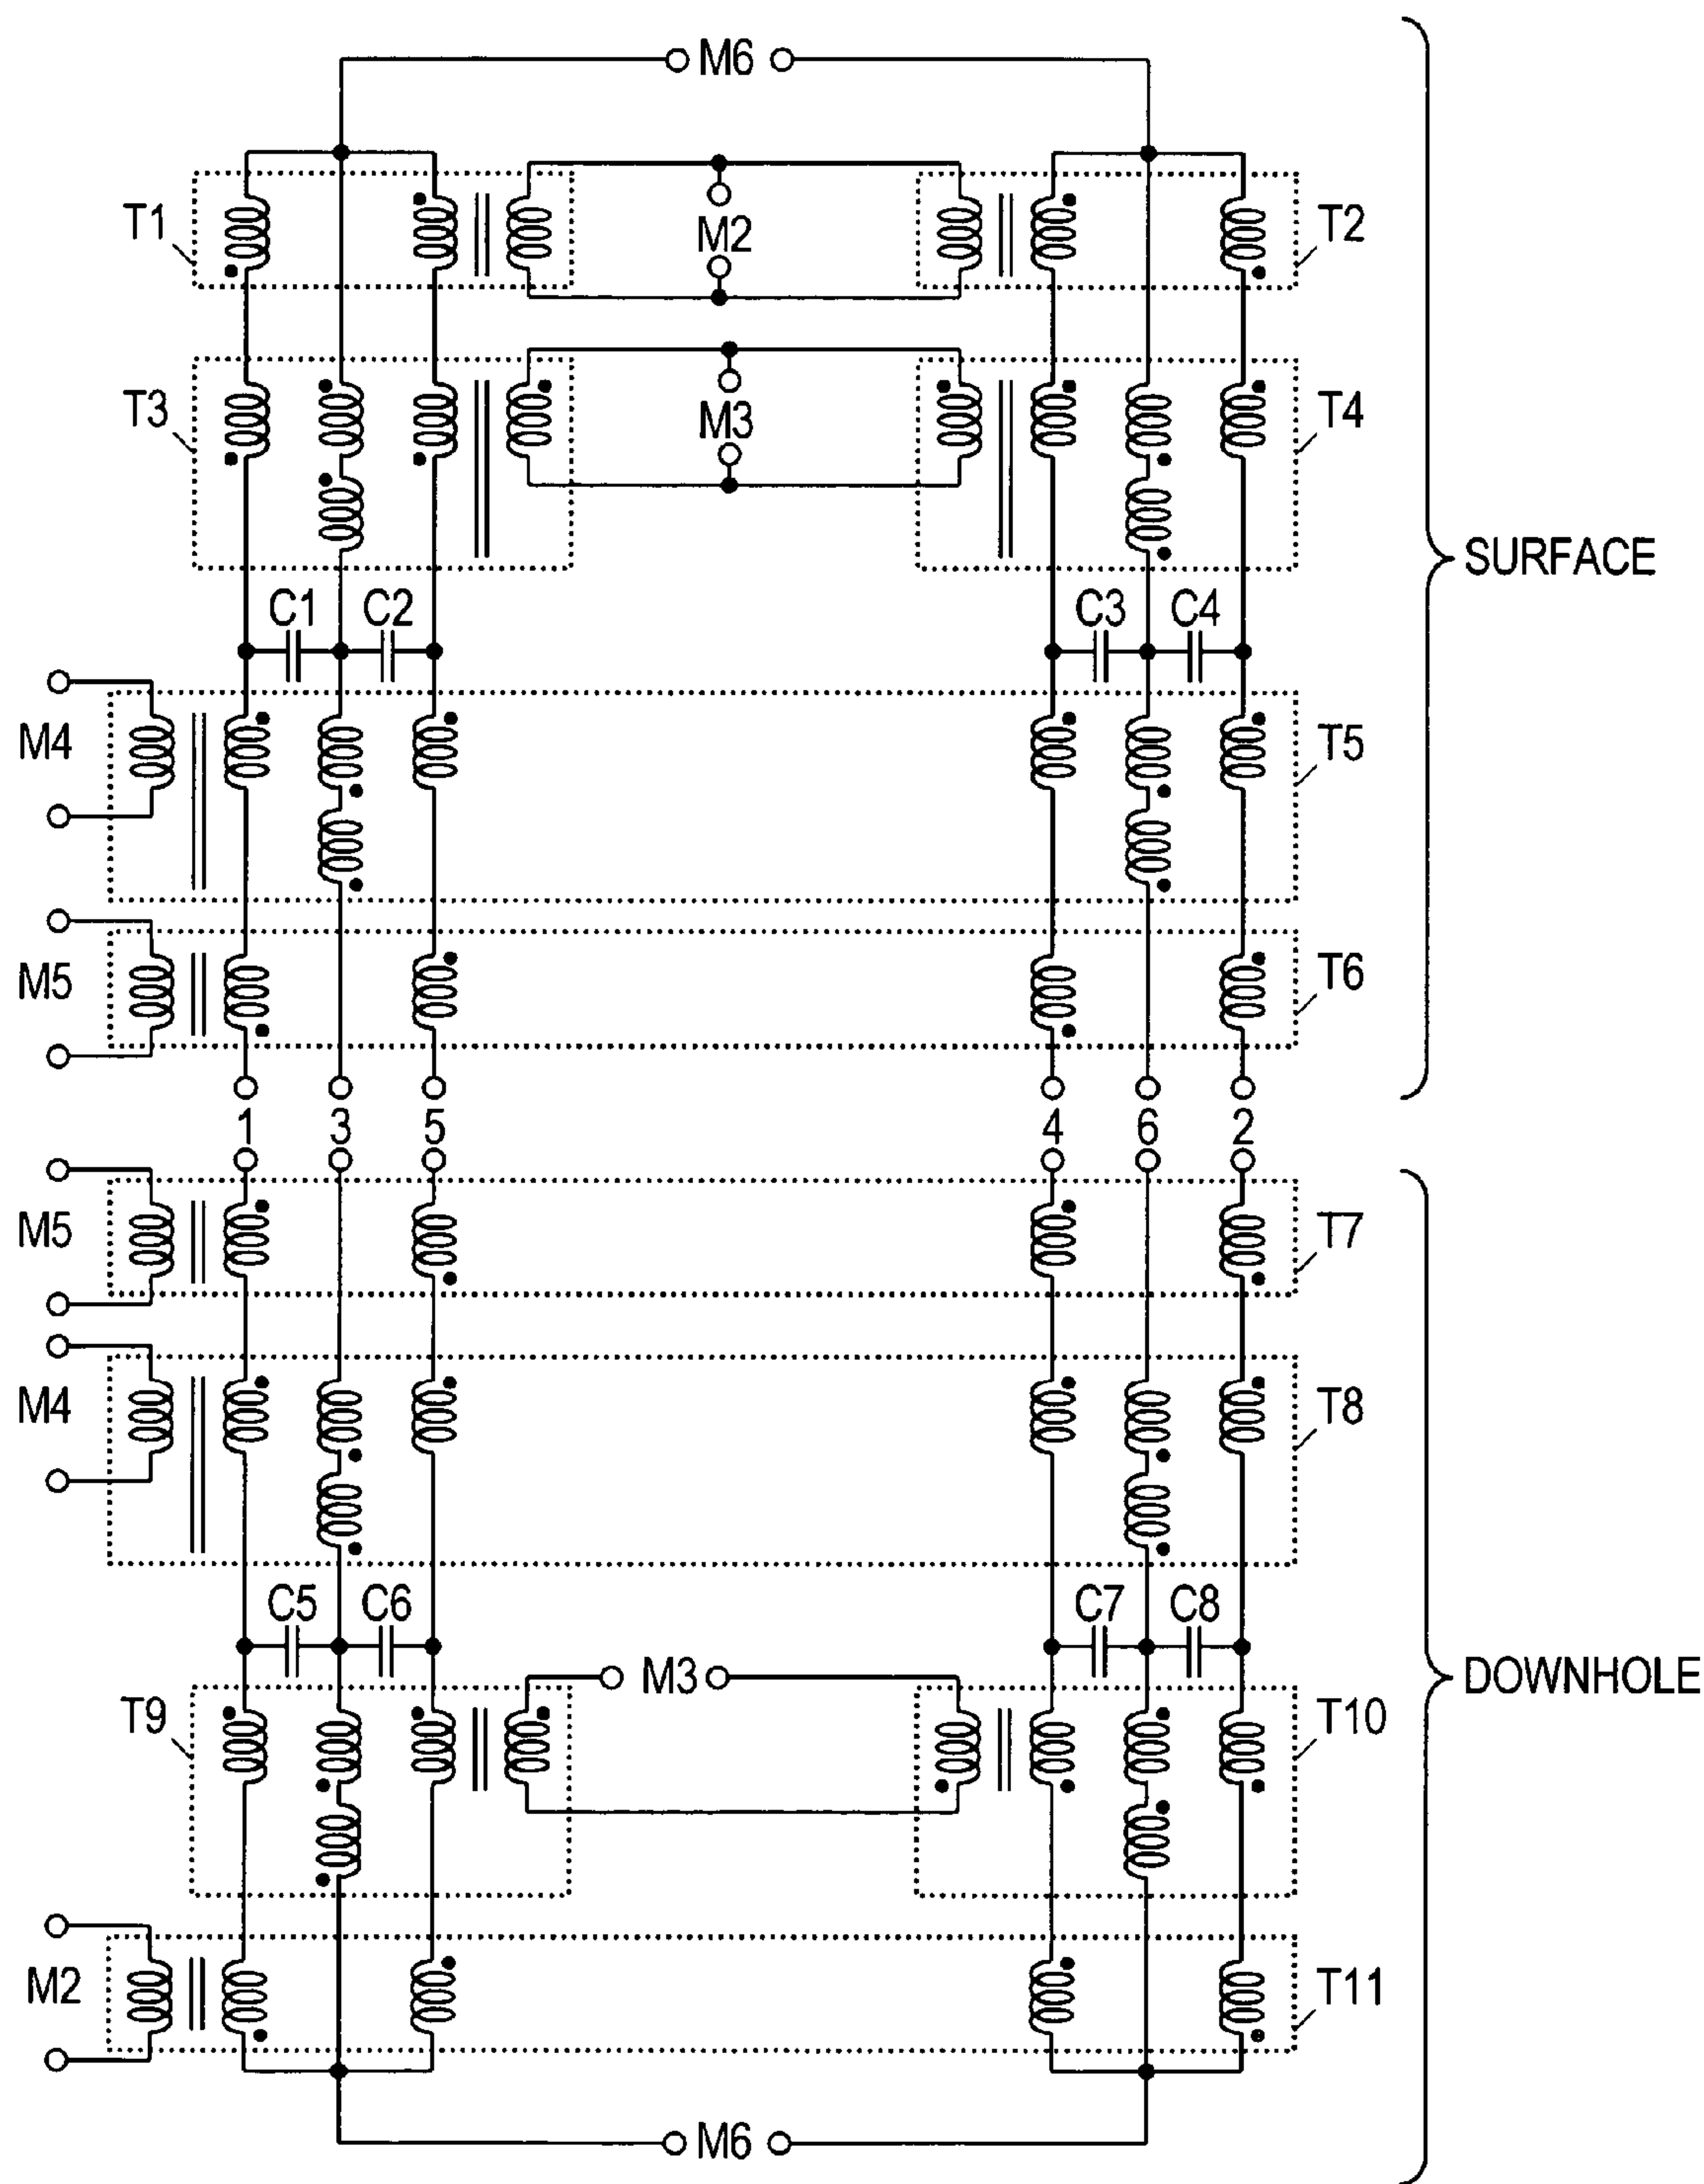 M6
T1
M2
T2
T3
M3
T4
C1 C2 C3 C4
SURFACE
M4
T5
M5
T6
1 3 5 4 6 2
M5
T7
M4
T8
C5 C6 C7 C8
M3
DOWNHOLE
T9
T10
M2
T11
M6